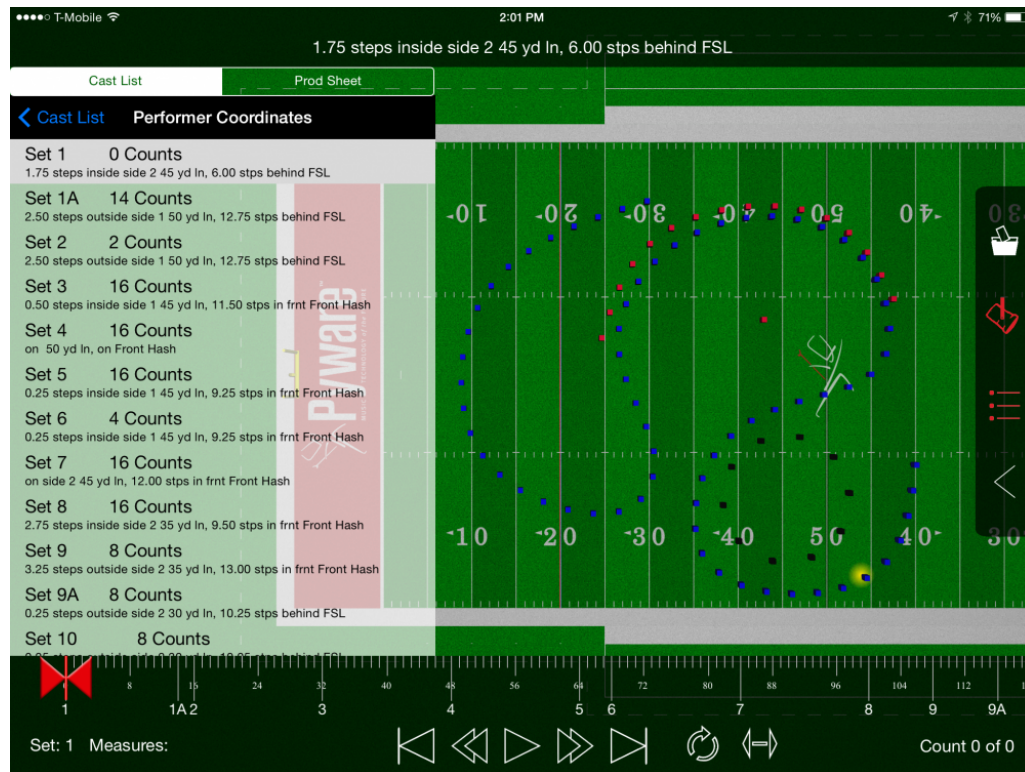 T-Mobile 2:01 PM 71%
1.75 steps inside side 2 45 yd ln, 6.00 stps behind FSL
Cast List Prod Sheet
Cast List Performer Coordinates
Set 1 0 Counts
1.75 steps inside side 2 45 yd ln, 6.00 stps behind FSL
Set 1A 14 Counts
2.50 steps outside side 1 50 yd ln, 12.75 stps behind FSL
Set 2 2 Counts
2.50 steps outside side 1 50 yd ln, 12.75 stps behind FSL
Set 3 16 Counts
0.50 steps inside side 1 45 yd ln, 11.50 stps in frnt Front Hash
Set 4 16 Counts
on 50 yd ln, on Front Hash
Set 5 16 Counts
0.25 steps inside side 1 45 yd ln, 9.25 stps in frnt Front Hash
Set 6 4 Counts
0.25 steps inside side 1 45 yd ln, 9.25 stps in frnt Front Hash
Set 7 16 Counts
on side 2 45 yd ln, 12.00 stps in frnt Front Hash
Set 8 16 Counts
2.75 steps inside side 2 35 yd ln, 9.50 stps in frnt Front Hash
Set 9 8 Counts
3.25 steps outside side 2 35 yd ln, 13.00 stps in frnt Front Hash
Set 9A 8 Counts
0.25 steps outside side 2 30 yd ln, 10.25 stps behind FSL
Set 10 8 Counts
Pyware
10 20 30 40 50 40 30
10 20 30 40 50 40 30
8 15 24 32 40 48 56 64 72 80 88 96 104 112
1 1A 2 3 4 5 6 7 8 9 9A
Set: 1 Measures: Count 0 of 0